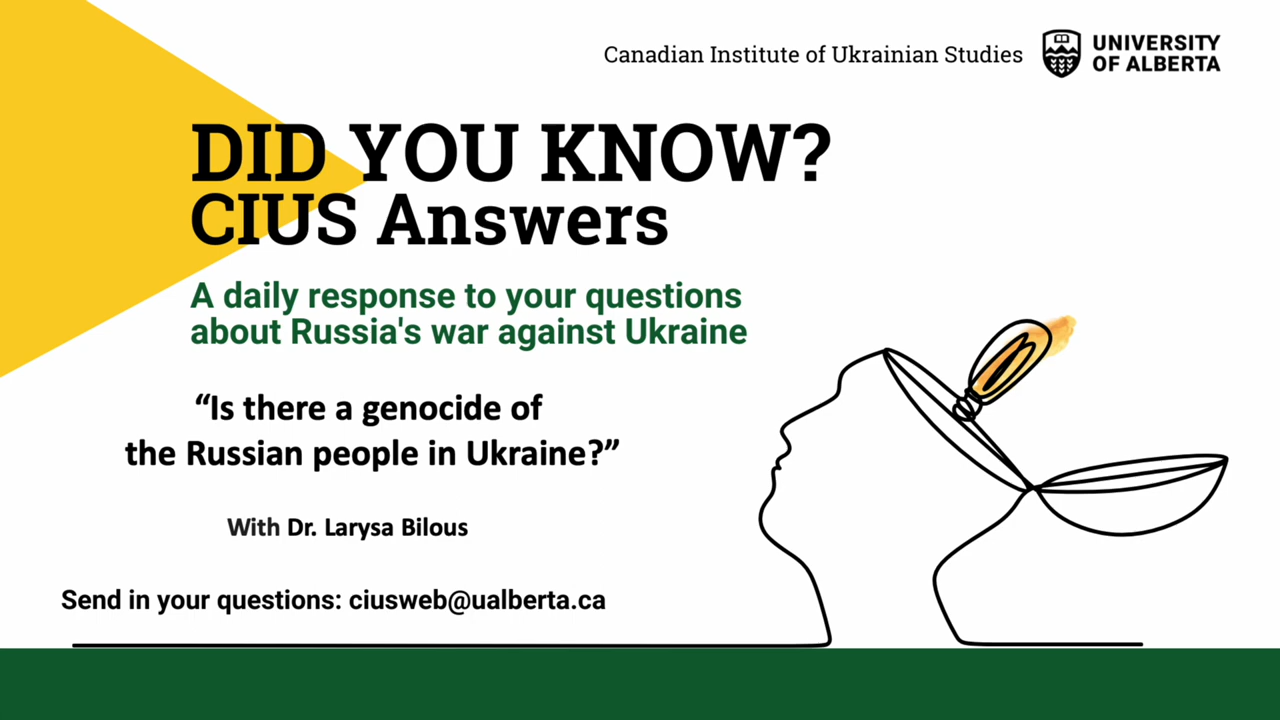 Canadian Institute of Ukrainian Studies
UNIVERSITY
OF ALBERTA
DID YOU KNOW?
CIUS Answers
A daily response to your questions
about Russia's war against Ukraine
“Is there a genocide of
the Russian people in Ukraine?”
With Dr. Larysa Bilous
Send in your questions: ciusweb@ualberta.ca